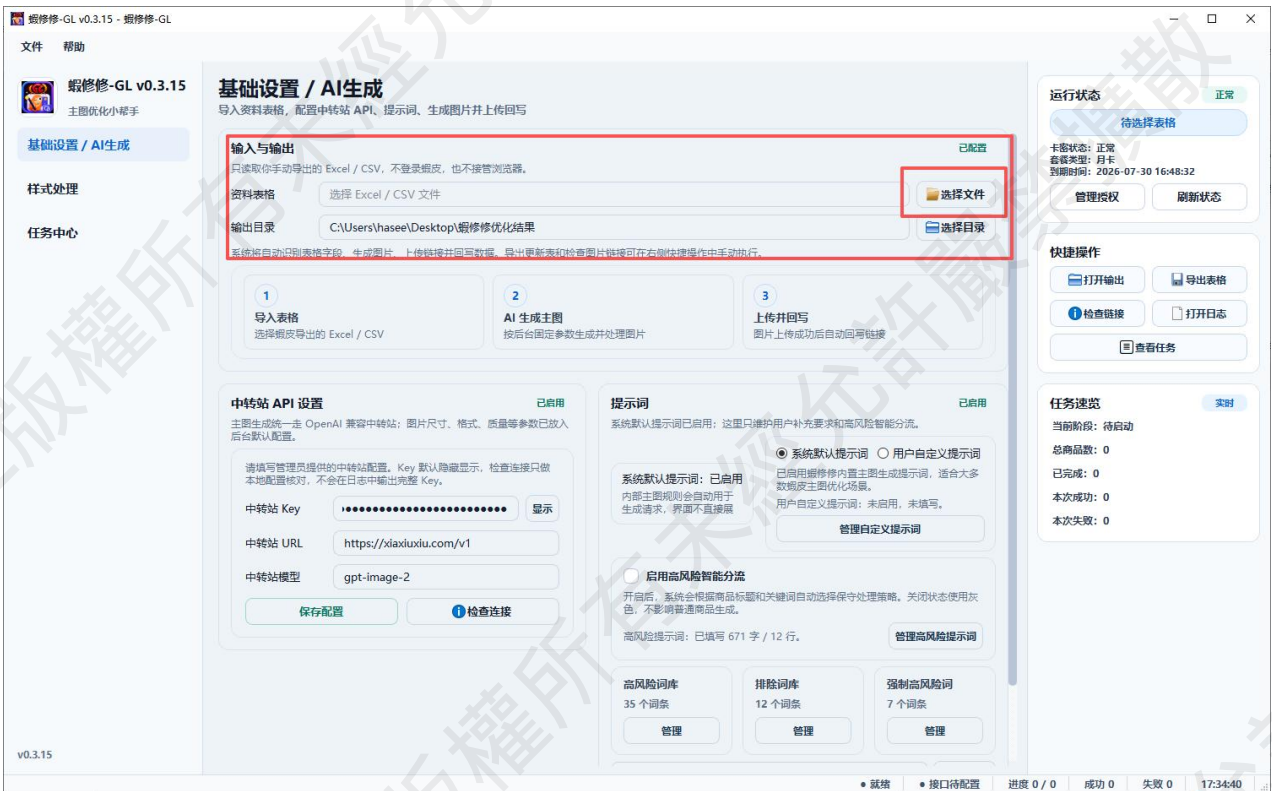 蝦修修-GL v0.3.15 - 蝦修修-GL
文件 帮助
蝦修修-GL v0.3.15
主图优化小帮手
基础设置 / AI生成
样式处理
任务中心
v0.3.15
基础设置 / AI生成
导入资料表格，配置中转站 API、提示词、生成图片并上传回写
输入与输出 已配置
只读取你手动导出的 Excel / CSV，不登录蝦皮，也不接管浏览器。
资料表格 选择 Excel / CSV 文件 选择文件
输出目录 C:\Users\hasee\Desktop\蝦修修优化结果 选择目录
系统将自动识别表格字段、生成图片、上传链接并回写数据。导出更新表和检查图片链接可在右侧快捷操作中手动执行。
1
导入表格
选择蝦皮导出的 Excel / CSV
2
AI 生成主图
按后台固定参数生成并处理图片
3
上传并回写
图片上传成功后自动回写链接
中转站 API 设置 已启用
主图生成统一走 OpenAI 兼容中转站；图片尺寸、格式、质量等参数已放入
后台默认配置。
请填写管理员提供的中转站配置。Key 默认隐藏显示，检查连接只做
本地配置核对，不会在日志中输出完整 Key。
中转站 Key 显示
中转站 URL https://xiaxiuxiu.com/v1
中转站模型 gpt-image-2
保存配置 检查连接
提示词 已启用
系统默认提示词已启用；这里只维护用户补充要求和高风险智能分流。
系统默认提示词：已启用
内部主图规则会自动用于
生成请求，界面不直接展
系统默认提示词 用户自定义提示词
已启用蝦修修内置主图生成提示词，适合大多
数蝦皮主图优化场景。
用户自定义提示词：未启用，未填写。
管理自定义提示词
启用高风险智能分流
开启后，系统会根据商品标题和关键词自动选择保守处理策略。关闭状态使用灰
色，不影响普通商品生成。
高风险提示词：已填写 671 字 / 12 行。 管理高风险提示词
高风险词库
35 个词条
管理
排除词库
12 个词条
管理
强制高风险词
7 个词条
管理
运行状态 正常
待选择表格
卡密状态：正常
套餐类型：月卡
到期时间：2026-07-30 16:48:32
管理授权 刷新状态
快捷操作
打开输出 导出表格
检查链接 打开日志
查看任务
任务速览 实时
当前阶段：待启动
总商品数：0
已完成：0
本次成功：0
本次失败：0
• 就绪 • 接口待配置 进度 0 / 0 成功 0 失败 0 17:34:40
版權所有未經允許嚴禁擴散